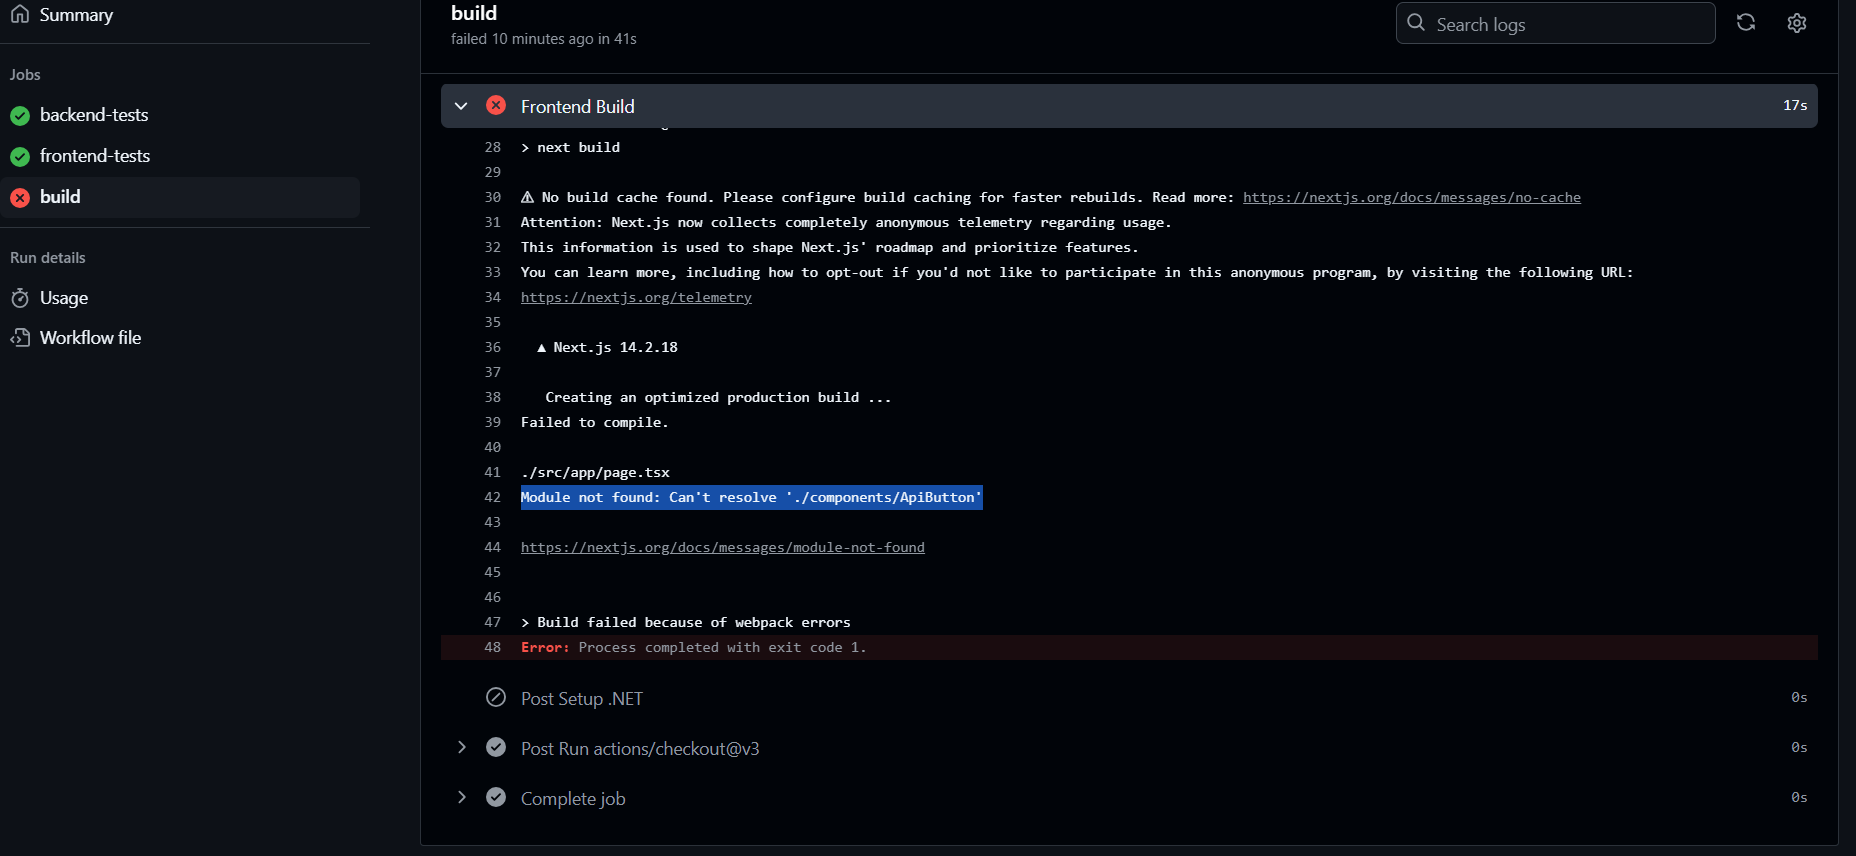 Summary
Jobs
backend-tests
frontend-tests
build
Run details
Usage
Workflow file
build
failed 10 minutes ago in 41s
Search logs
Frontend Build 17s
28 > next build
29
30 ⚠ No build cache found. Please configure build caching for faster rebuilds. Read more: https://nextjs.org/docs/messages/no-cache
31 Attention: Next.js now collects completely anonymous telemetry regarding usage.
32 This information is used to shape Next.js' roadmap and prioritize features.
33 You can learn more, including how to opt-out if you'd not like to participate in this anonymous program, by visiting the following URL:
34 https://nextjs.org/telemetry
35
36 ▲ Next.js 14.2.18
37
38 Creating an optimized production build ...
39 Failed to compile.
40
41 ./src/app/page.tsx
42 Module not found: Can't resolve './components/ApiButton'
43
44 https://nextjs.org/docs/messages/module-not-found
45
46
47 > Build failed because of webpack errors
48 Error: Process completed with exit code 1.
Post Setup .NET 0s
Post Run actions/checkout@v3 0s
Complete job 0s